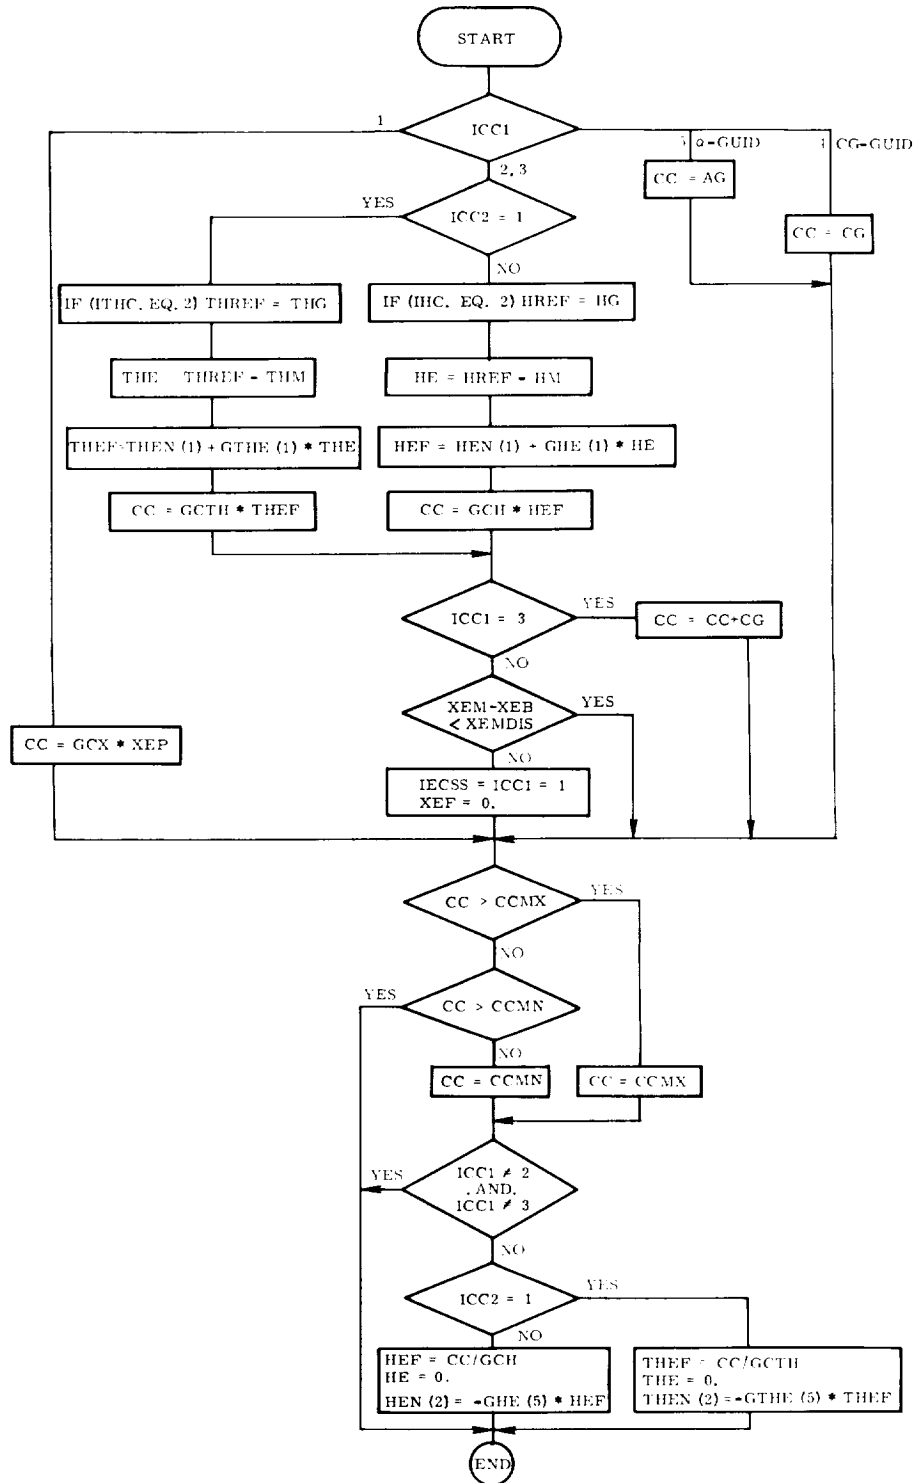 START
1
ICC1
α-GUID
CG-GUID
2, 3
CC = AG
YES
ICC2 = 1
CC = CG
NO
IF (ITHC. EQ. 2) THREF = THG
IF (IHC. EQ. 2) HREF = HG
THE THREF - THM
HE = HREF - HM
THEF THEN (1) + GTHE (1) * THE
HEF = HEN (1) + GHE (1) * HE
CC = GCTH * THEF
CC = GCH * HEF
ICC1 = 3
YES
CC = CC+CG
NO
XEM-XEB
< XEMDIS
YES
CC = GCX * XEP
NO
IECSS = ICC1 = 1
XEF = 0.
CC > CCMX
YES
NO
YES
CC > CCMN
NO
CC = CCMN
CC = CCMX
YES
ICC1 ≠ 2
. AND.
ICC1 ≠ 3
NO
ICC2 = 1
YES
NO
HEF = CC/GCH
HE = 0.
HEN (2) = -GHE (5) * HEF
THEF = CC/GCTH
THE = 0.
THEN (2) = -GTHE (5) * THEF
END